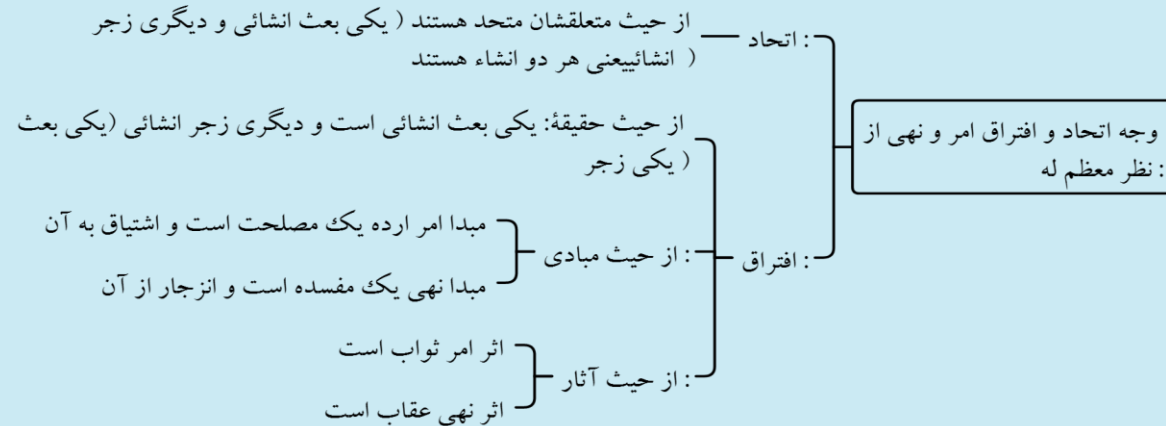 وجه اتحاد و افتراق امر و نهی از
نظر معظم له :
اتحاد :
از حیث متعلقشان متحد هستند ( یکی بعث انشائی و دیگری زجر
انشائییعنی هر دو انشاء هستند )
افتراق :
از حیث حقیقۀ: یکی بعث انشائی است و دیگری زجر انشائی (یکی بعث
یکی زجر )
از حیث مبادی :
مبدا امر ارده یک مصلحت است و اشتیاق به آن
مبدا نهی یک مفسده است و انزجار از آن
از حیث آثار :
اثر امر ثواب است
اثر نهی عقاب است